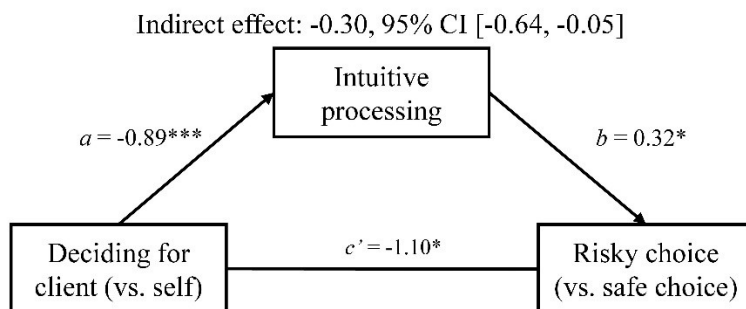 Indirect effect: -0.30, 95% CI [-0.64, -0.05]
Intuitive
processing
a = -0.89***
b = 0.32*
Deciding for
client (vs. self)
c’ = -1.10*
Risky choice
(vs. safe choice)